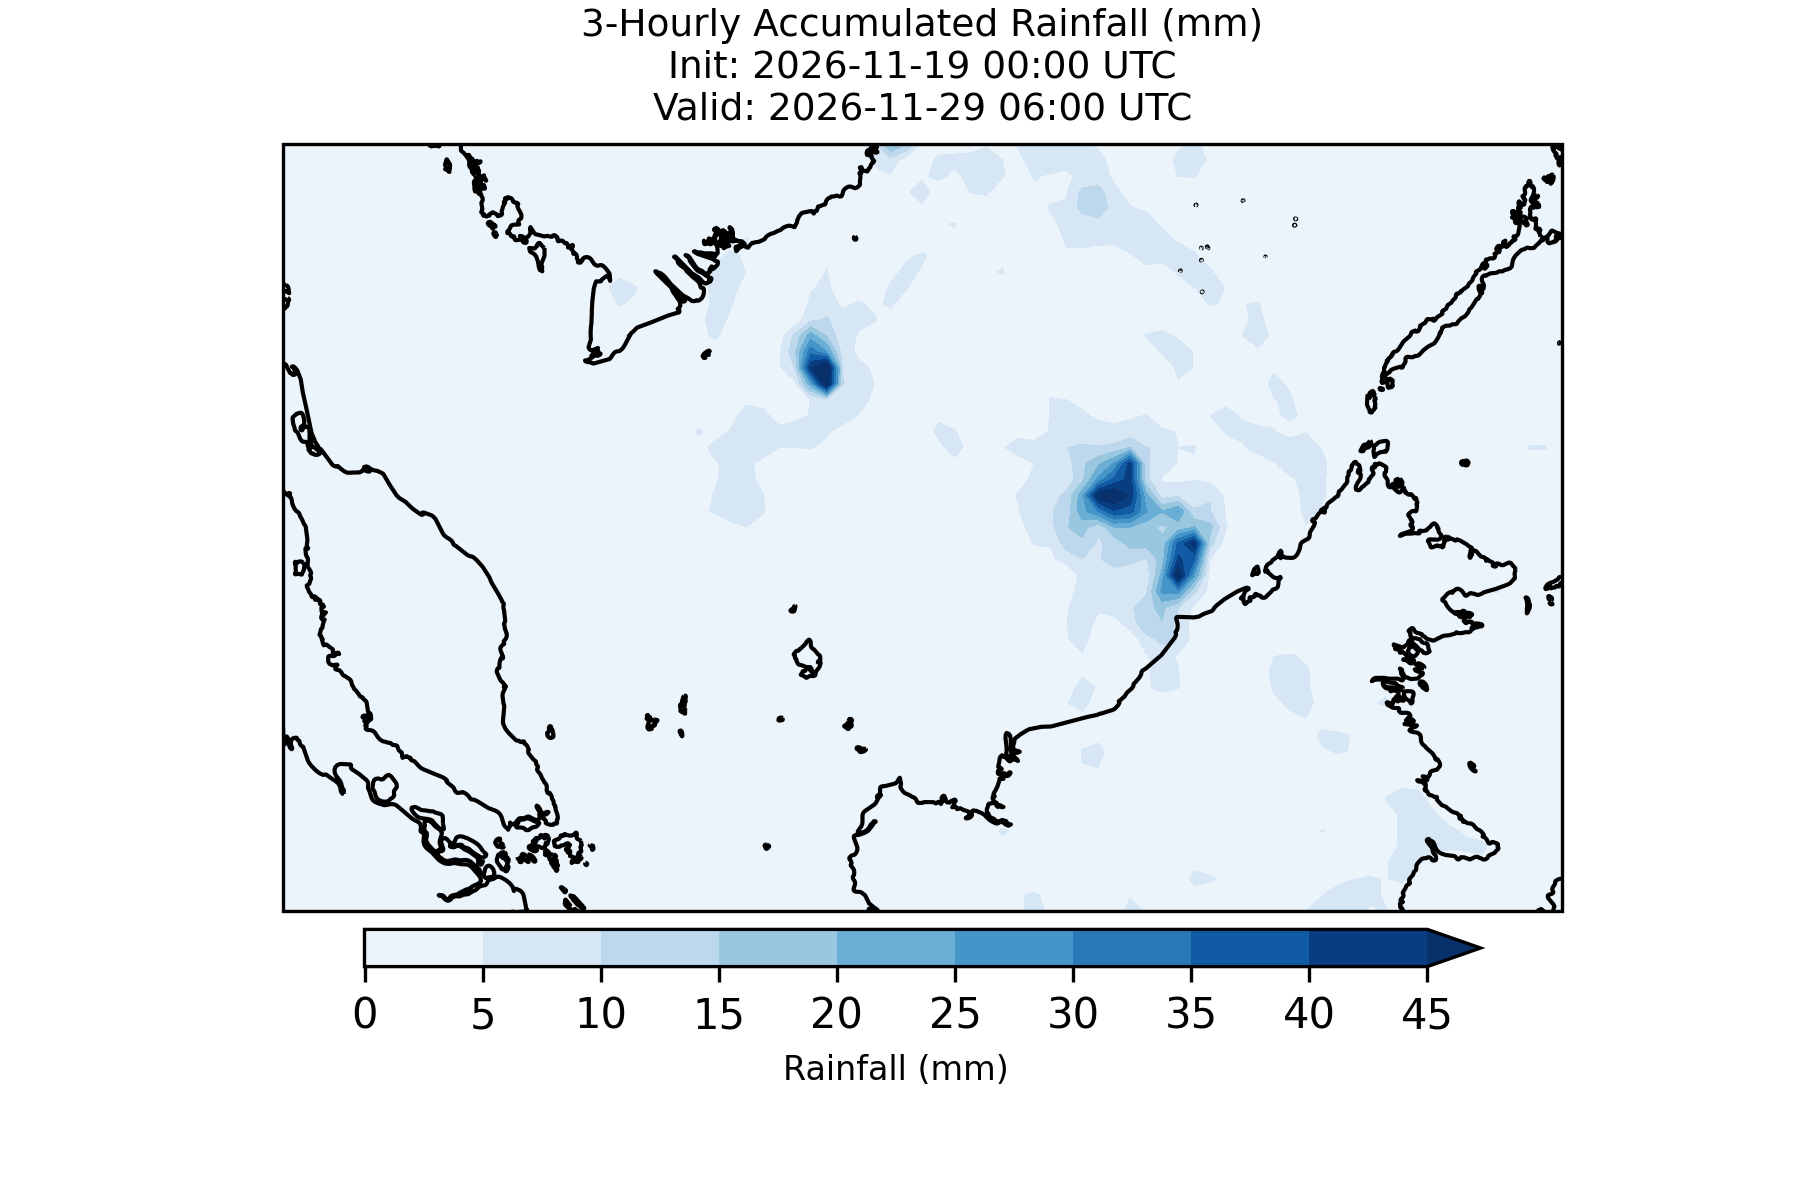 3-Hourly Accumulated Rainfall (mm)
Init: 2026-11-19 00:00 UTC
Valid: 2026-11-29 06:00 UTC
0 5 10 15 20 25 30 35 40 45
Rainfall (mm)